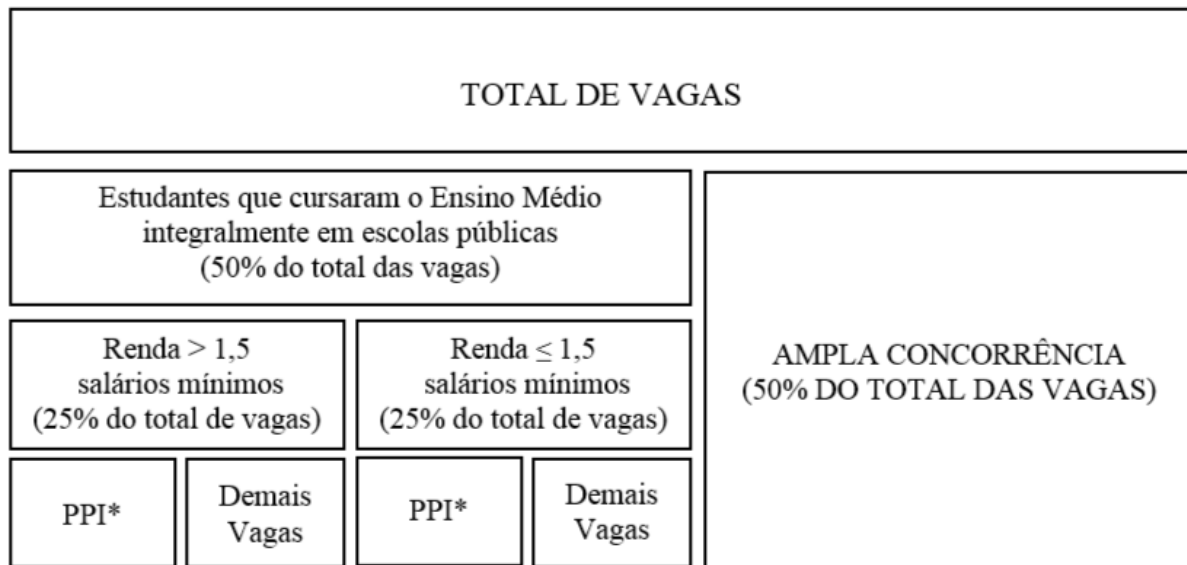 TOTAL DE VAGAS
Estudantes que cursaram o Ensino Médio
integralmente em escolas públicas
(50% do total das vagas)
Renda > 1,5
salários mínimos
(25% do total de vagas)
Renda ≤ 1,5
salários mínimos
(25% do total de vagas)
AMPLA CONCORRÊNCIA
(50% DO TOTAL DAS VAGAS)
PPI*
Demais
Vagas
PPI*
Demais
Vagas